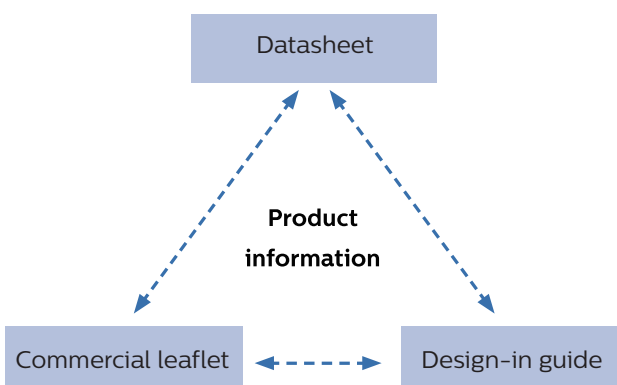 Datasheet
Product
information
Commercial leaflet
Design-in guide